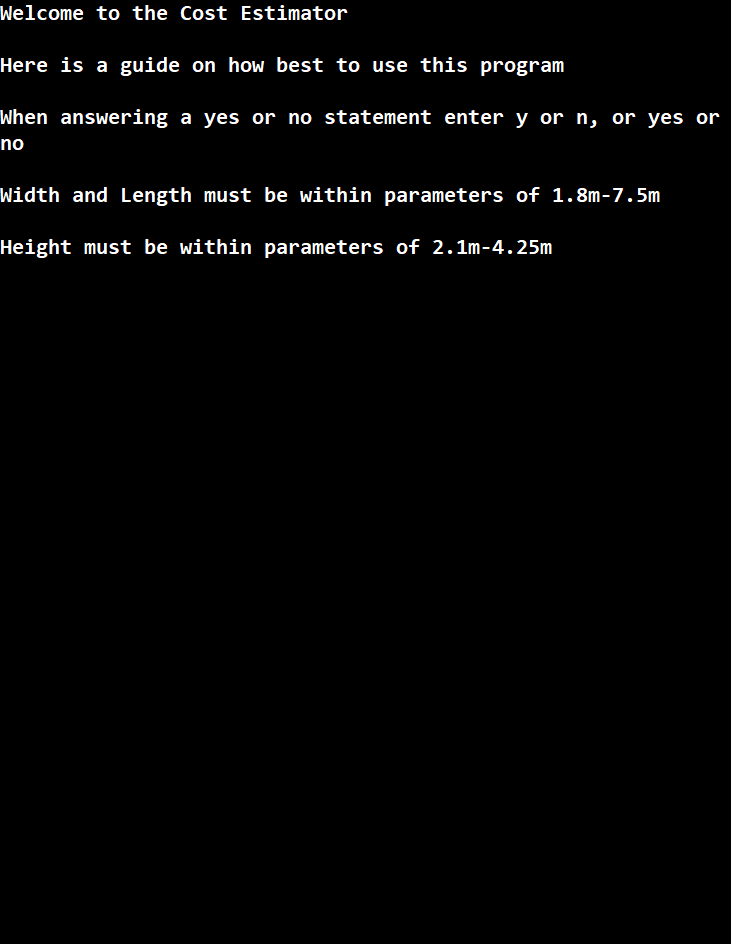 Welcome to the Cost Estimator
Here is a guide on how best to use this program
When answering a yes or no statement enter y or n, or yes or
no
Width and Length must be within parameters of 1.8m-7.5m
Height must be within parameters of 2.1m-4.25m